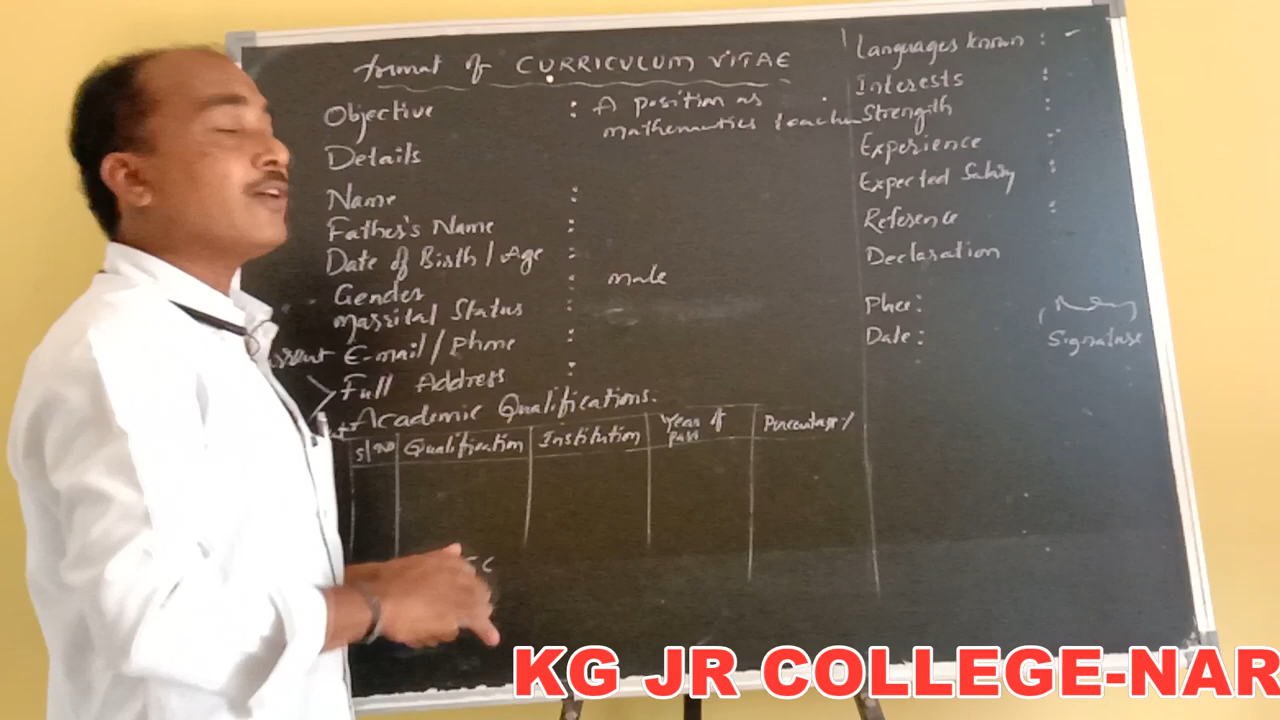 format of CURRICULUM VITAE
Objective : A position as
mathematics teacher
Details
Name :
Father's Name :
Date of Birth / Age :
Gender : male
Marrital Status :
E-mail / Phone :
Full Address :
Academic Qualifications.
Sl no Qualification Institution Year of pass Percentage %
Languages known : -
Interests :
Strength :
Experience :
Expected Salary :
Reference :
Declaration
Place:
Date: Signature
KG JR COLLEGE-NAR